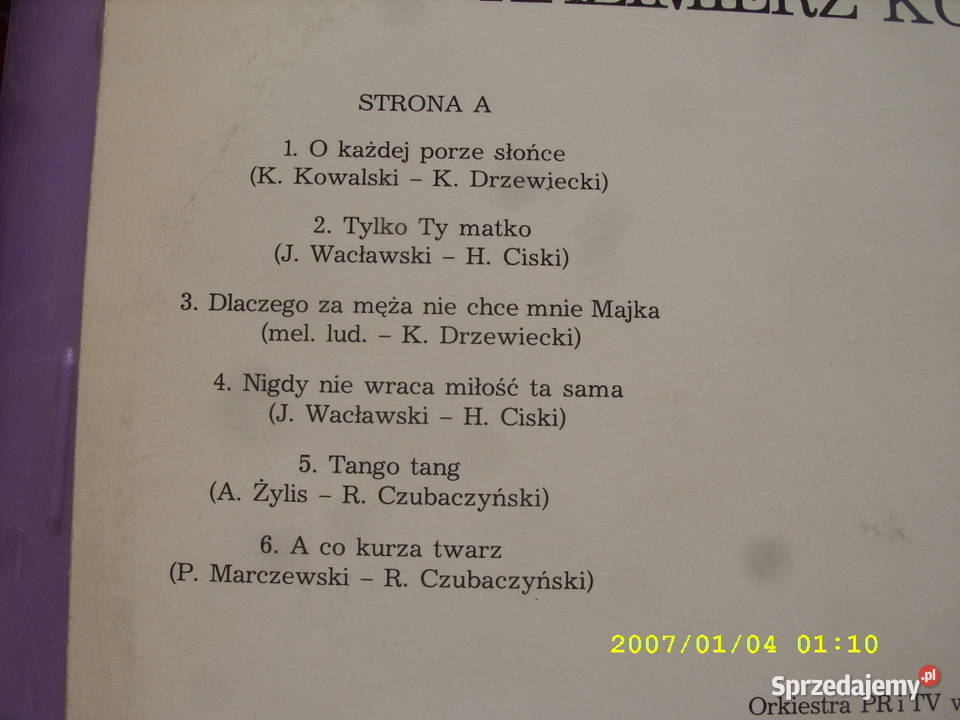 KAZIMIERZ KO
STRONA A
1. O każdej porze słońce
(K. Kowalski – K. Drzewiecki)
2. Tylko Ty matko
(J. Wacławski – H. Ciski)
3. Dlaczego za męża nie chce mnie Majka
(mel. lud. – K. Drzewiecki)
4. Nigdy nie wraca miłość ta sama
(J. Wacławski – H. Ciski)
5. Tango tang
(A. Żylis – R. Czubaczyński)
6. A co kurza twarz
(P. Marczewski – R. Czubaczyński)
2007/01/04 01:10
Sprzedajemy.pl
Orkiestra PR i TV w